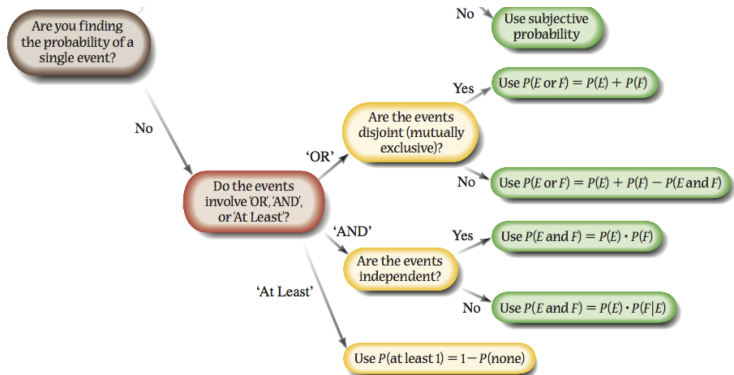 Are you finding
the probability of a
single event?
No
Use subjective
probability
No
Do the events
involve 'OR', 'AND',
or 'At Least'?
'OR'
Are the events
disjoint (mutually
exclusive)?
Yes
Use P(E or F) = P(E) + P(F)
No
Use P(E or F) = P(E) + P(F) − P(E and F)
'AND'
Are the events
independent?
Yes
Use P(E and F) = P(E) • P(F)
No
Use P(E and F) = P(E) • P(F|E)
'At Least'
Use P(at least 1) = 1− P(none)